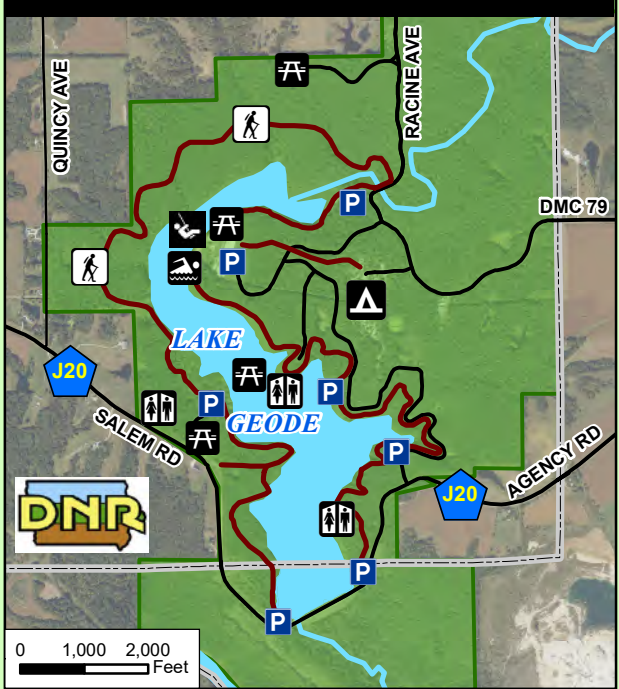 QUINCY AVE
RACINE AVE
P
DMC 79
P
LAKE
J20
P
P
GEODE
SALEM RD
P
AGENCY RD
J20
DNR
P
P
0 1,000 2,000
Feet